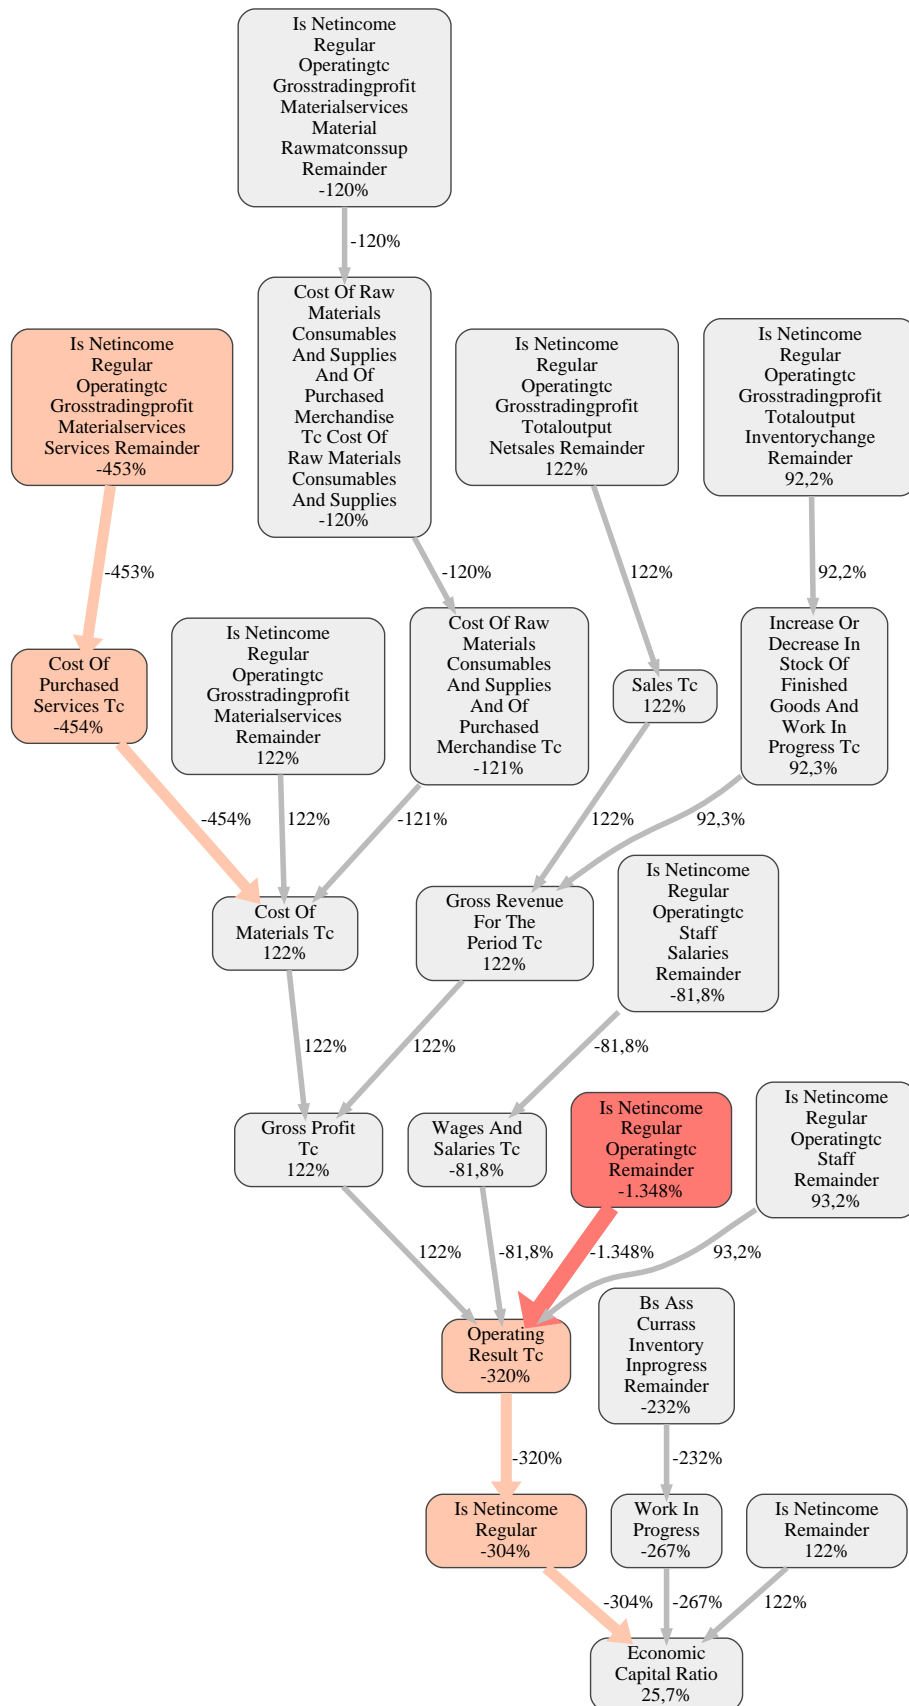 Is Netincome
Regular
Operatingtc
Grosstradingprofit
Materialservices
Material
Rawmatconssup
Remainder
-120%
-120%
Cost Of Raw
Materials
Consumables
And Supplies
And Of
Purchased
Merchandise
Tc Cost Of
Raw Materials
Consumables
And Supplies
-120%
Is Netincome
Regular
Operatingtc
Grosstradingprofit
Materialservices
Services Remainder
-453%
Is Netincome
Regular
Operatingtc
Grosstradingprofit
Totaloutput
Netsales Remainder
122%
Is Netincome
Regular
Operatingtc
Grosstradingprofit
Totaloutput
Inventorychange
Remainder
92,2%
-453%
-120%
122%
92,2%
Cost Of
Purchased
Services Tc
-454%
Is Netincome
Regular
Operatingtc
Grosstradingprofit
Materialservices
Remainder
122%
Cost Of Raw
Materials
Consumables
And Supplies
And Of
Purchased
Merchandise Tc
-121%
Sales Tc
122%
Increase Or
Decrease In
Stock Of
Finished
Goods And
Work In
Progress Tc
92,3%
-454%
122%
-121%
122%
92,3%
Cost Of
Materials Tc
122%
Gross Revenue
For The
Period Tc
122%
Is Netincome
Regular
Operatingtc
Staff
Salaries
Remainder
-81,8%
122%
122%
-81,8%
Gross Profit
Tc
122%
Wages And
Salaries Tc
-81,8%
Is Netincome
Regular
Operatingtc
Remainder
-1.348%
Is Netincome
Regular
Operatingtc
Staff
Remainder
93,2%
122%
-81,8%
-1.348%
93,2%
Operating
Result Tc
-320%
Bs Ass
Currass
Inventory
Inprogress
Remainder
-232%
-320%
-232%
Is Netincome
Regular
-304%
Work In
Progress
-267%
Is Netincome
Remainder
122%
-304%
-267%
122%
Economic
Capital Ratio
25,7%